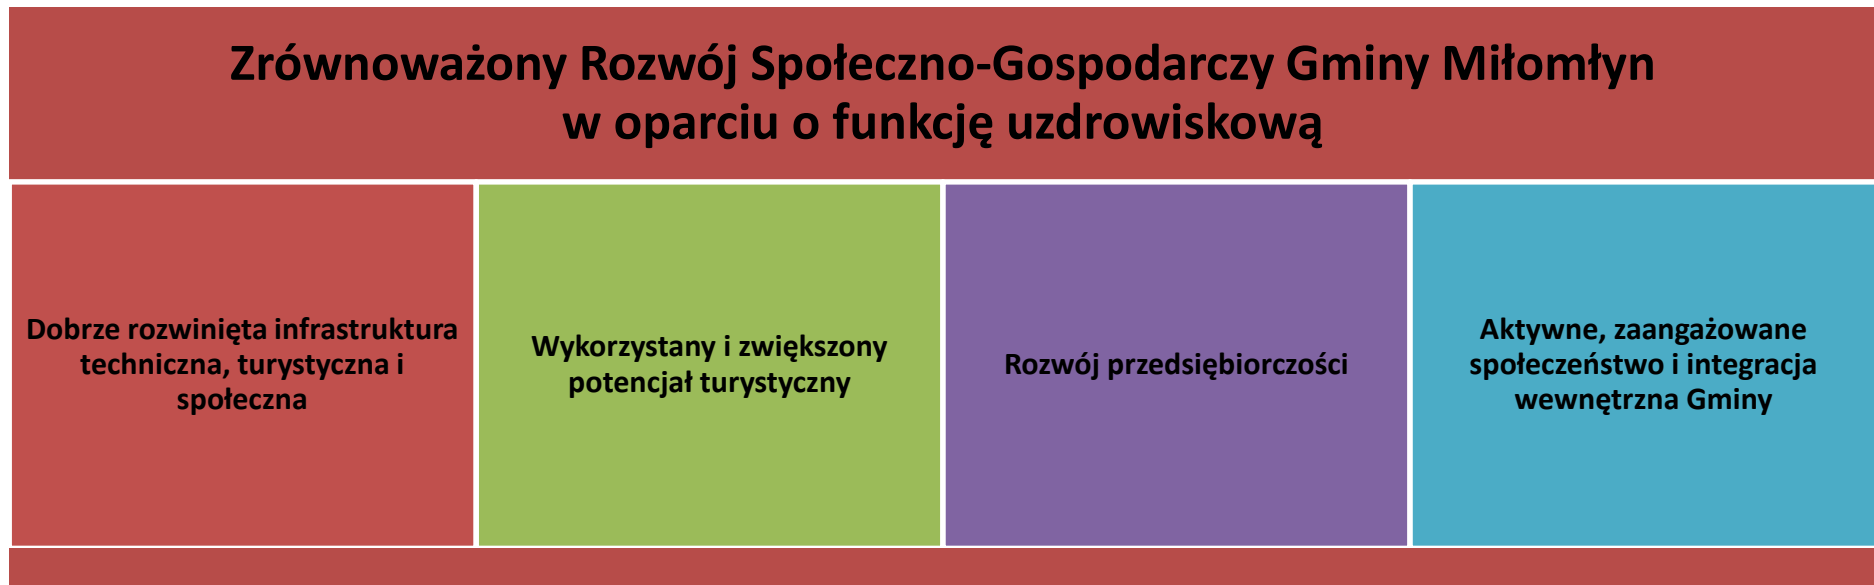 Zrównoważony Rozwój Społeczno-Gospodarczy Gminy Miłomłyn
w oparciu o funkcję uzdrowiskową
Dobrze rozwinięta infrastruktura
techniczna, turystyczna i
społeczna
Wykorzystany i zwiększony
potencjał turystyczny
Rozwój przedsiębiorczości
Aktywne, zaangażowane
społeczeństwo i integracja
wewnętrzna Gminy